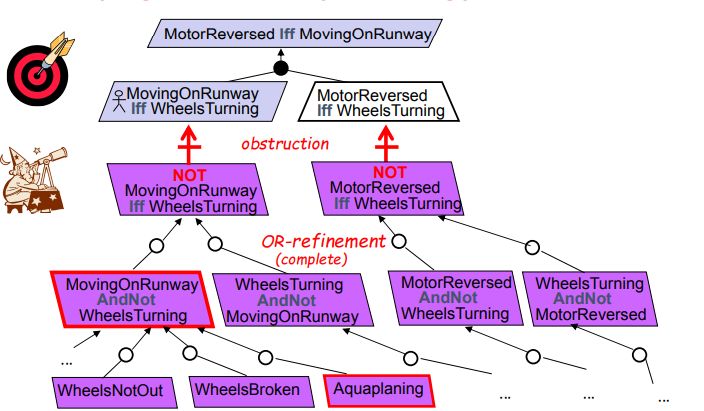 MotorReversed Iff MovingOnRunway
MovingOnRunway
Iff WheelsTurning
MotorReversed
Iff WheelsTurning
obstruction
NOT
MovingOnRunway
Iff WheelsTurning
NOT
MotorReversed
Iff WheelsTurning
OR-refinement
(complete)
MovingOnRunway
AndNot
WheelsTurning
WheelsTurning
AndNot
MovingOnRunway
MotorReversed
AndNot
WheelsTurning
WheelsTurning
AndNot
MotorReversed
...
WheelsNotOut
WheelsBroken
Aquaplaning
...
...
...